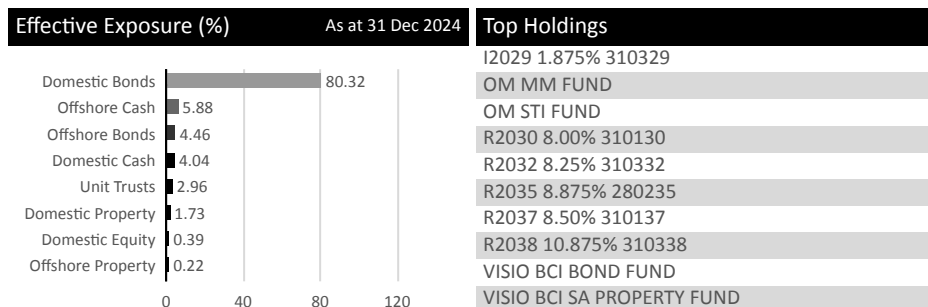 Effective Exposure (%) As at 31 Dec 2024
Domestic Bonds 80.32
Offshore Cash 5.88
Offshore Bonds 4.46
Domestic Cash 4.04
Unit Trusts 2.96
Domestic Property 1.73
Domestic Equity 0.39
Offshore Property 0.22
0 40 80 120
Top Holdings
I2029 1.875% 310329
OM MM FUND
OM STI FUND
R2030 8.00% 310130
R2032 8.25% 310332
R2035 8.875% 280235
R2037 8.50% 310137
R2038 10.875% 310338
VISIO BCI BOND FUND
VISIO BCI SA PROPERTY FUND